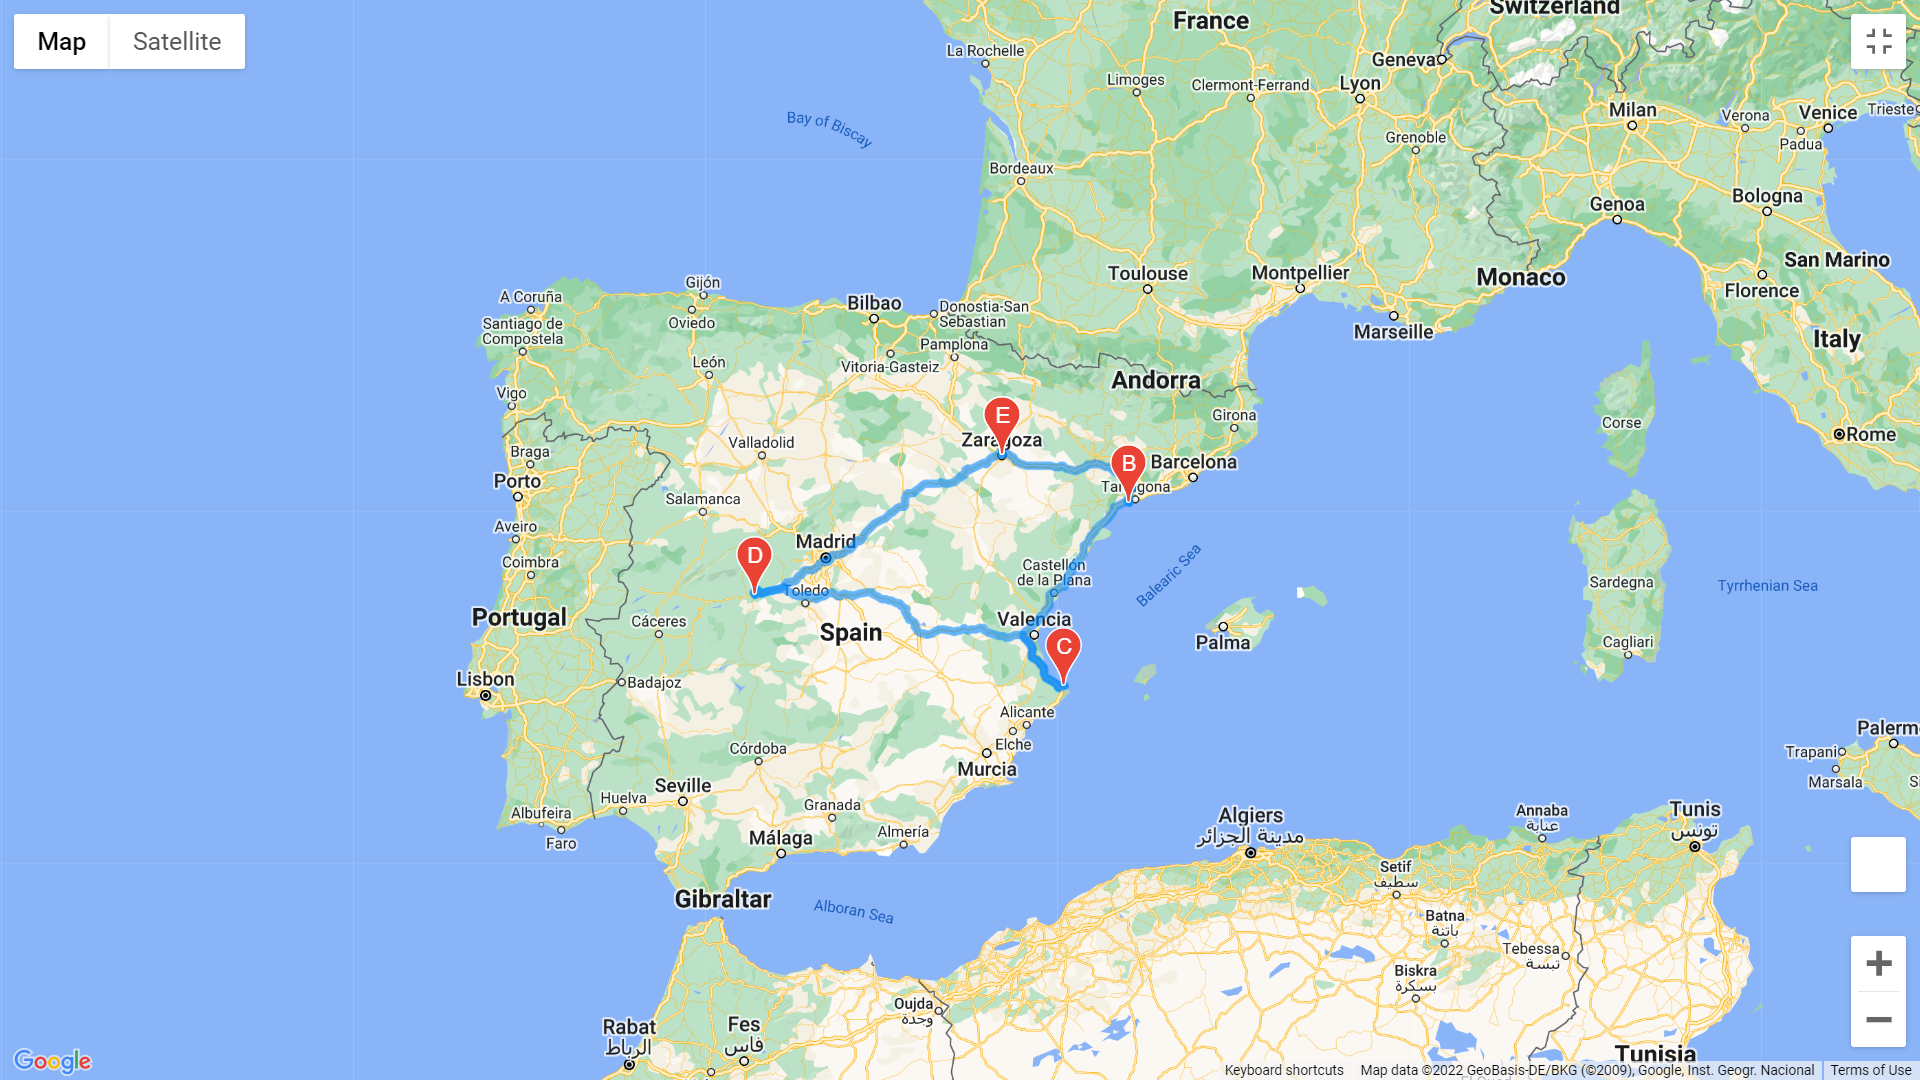 Map
Satellite
France
Switzerland
La Rochelle
Geneva
Limoges
Clermont-Ferrand
Lyon
Milan
Verona
Venice
Trieste
Bay of Biscay
Grenoble
Padua
Bordeaux
Bologna
Genoa
Toulouse
Montpellier
Monaco
San Marino
Florence
Gijón
A Coruña
Bilbao
Donostia-San
Sebastian
Oviedo
Santiago de
Compostela
Marseille
Italy
Pamplona
León
Vitoria-Gasteiz
Andorra
Vigo
E
Girona
Corse
Rome
Valladolid
Zaragoza
Braga
B
Barcelona
Porto
Tarragona
Salamanca
Aveiro
Madrid
D
Coimbra
Castellón
de la Plana
Balearic Sea
Sardegna
Tyrrhenian Sea
Toledo
Portugal
Cáceres
Spain
Valencia
Palma
Cagliari
C
Lisbon
Badajoz
Alicante
Palerm
Elche
Trapani
Córdoba
Murcia
Marsala
Seville
Huelva
Granada
Albufeira
Faro
Málaga
Almería
Algiers
مدينة الجزائر
Annaba
عنابة
Tunis
تونس
Setif
سطيف
Gibraltar
Alboran Sea
Batna
باتنة
Tebessa
تبسة
Biskra
بسكرة
Oujda
وجدة
Rabat
الرباط
Fes
فاس
Tunisia
Google
Keyboard shortcuts
Map data ©2022 GeoBasis-DE/BKG (©2009), Google, Inst. Geogr. Nacional
Terms of Use